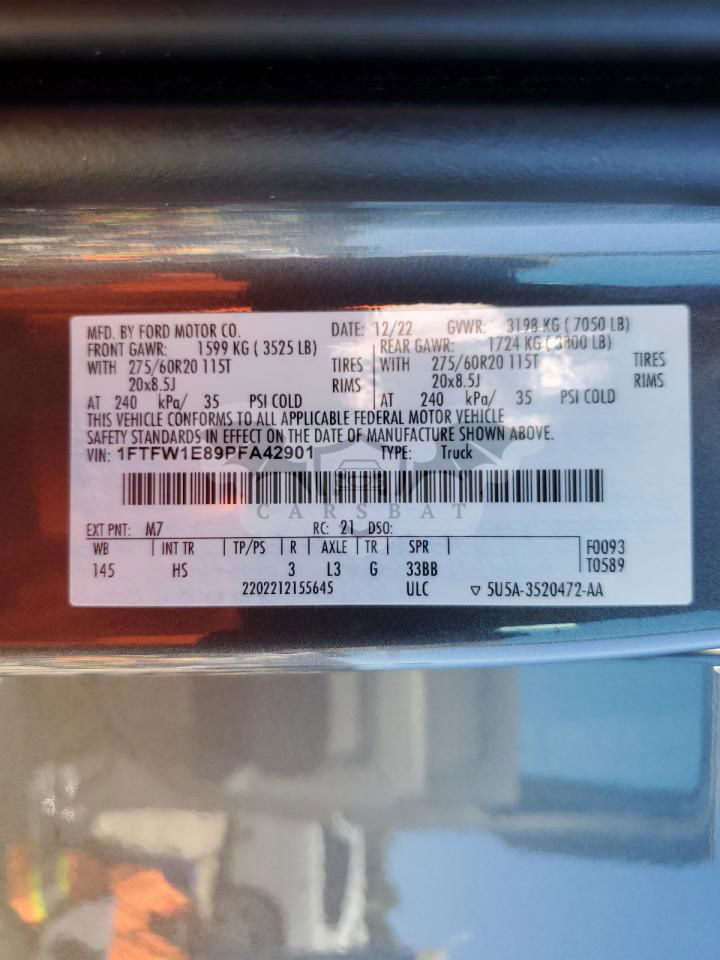 MFD. BY FORD MOTOR CO. DATE: 12/22 GVWR: 3198 KG ( 7050 LB)
FRONT GAWR: 1599 KG ( 3525 LB) REAR GAWR: 1724 KG ( 3800 LB)
WITH 275/60R20 115T TIRES WITH 275/60R20 115T TIRES
20x8.5J RIMS 20x8.5J RIMS
AT 240 kPa/ 35 PSI COLD AT 240 kPa/ 35 PSI COLD
THIS VEHICLE CONFORMS TO ALL APPLICABLE FEDERAL MOTOR VEHICLE
SAFETY STANDARDS IN EFFECT ON THE DATE OF MANUFACTURE SHOWN ABOVE.
VIN: 1FTFW1E89PFA42901 TYPE: Truck
CARSBAT
EXT PNT: M7 RC: 21 DSO:
WB INT TR TP/PS R AXLE TR SPR F0093
145 HS 3 L3 G 33BB T0589
2202212155645 ULC ▽ 5U5A-3520472-AA